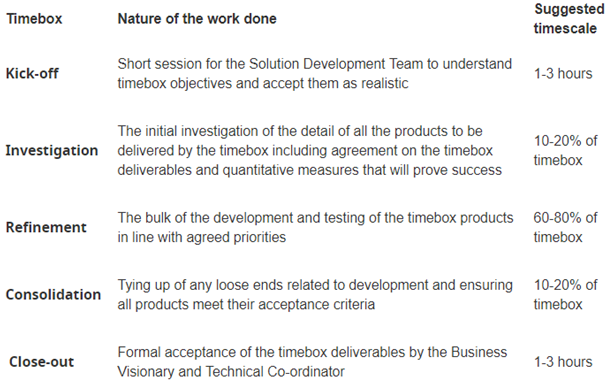 Timebox Nature of the work done Suggested timescale
Kick-off Short session for the Solution Development Team to understand
timebox objectives and accept them as realistic 1-3 hours
Investigation The initial investigation of the detail of all the products to be
delivered by the timebox including agreement on the timebox
deliverables and quantitative measures that will prove success 10-20% of
timebox
Refinement The bulk of the development and testing of the timebox products
in line with agreed priorities 60-80% of
timebox
Consolidation Tying up of any loose ends related to development and ensuring
all products meet their acceptance criteria 10-20% of
timebox
Close-out Formal acceptance of the timebox deliverables by the Business
Visionary and Technical Co-ordinator 1-3 hours